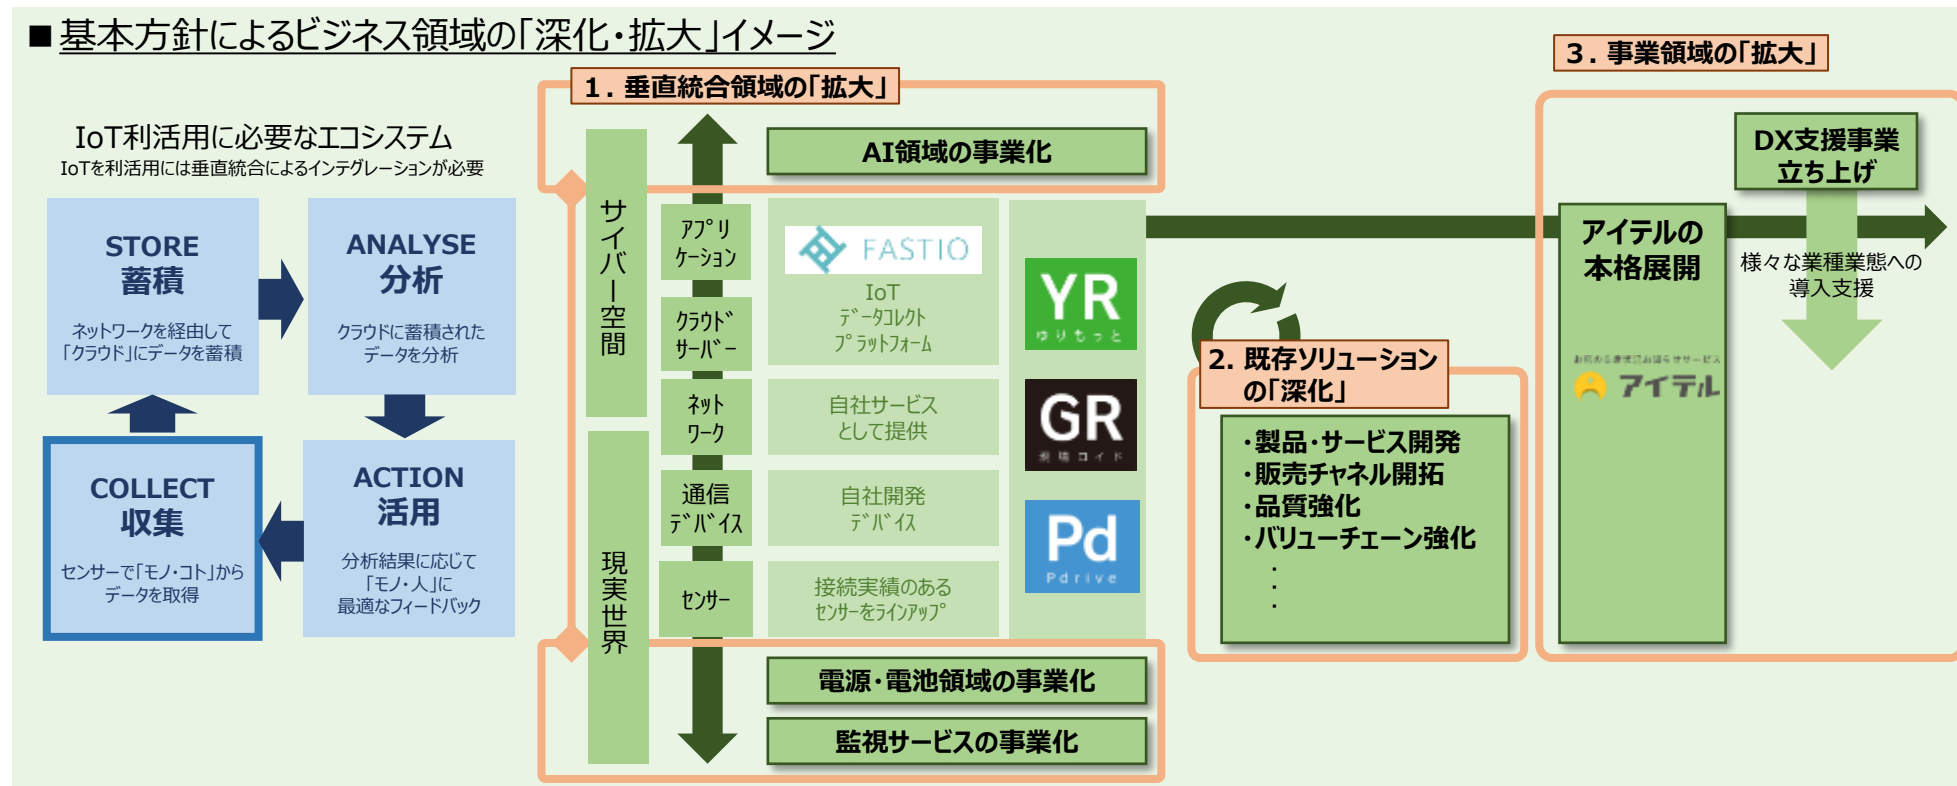 ■基本方針によるビジネス領域の「深化・拡大」イメージ
IoT利活用に必要なエコシステム
IoTを利活用には垂直統合によるインテグレーションが必要
STORE
蓄積
ネットワークを経由して
「クラウド」にデータを蓄積
ANALYSE
分析
クラウドに蓄積された
データを分析
COLLECT
収集
センサーで「モノ・コト」から
データを取得
ACTION
活用
分析結果に応じて
「モノ・人」に
最適なフィードバック
1. 垂直統合領域の「拡大」
AI領域の事業化
サイバー空間
現実世界
ｱﾌﾟﾘ
ｹｰｼｮﾝ
ｸﾗｳﾄﾞ
ｻｰﾊﾞｰ
ﾈｯﾄ
ﾜｰｸ
通信
ﾃﾞﾊﾞｲｽ
ｾﾝｻｰ
FASTIO
IoT
ﾃﾞｰﾀｺﾚｸﾄ
ﾌﾟﾗｯﾄﾌｫｰﾑ
自社サービス
として提供
自社開発
ﾃﾞﾊﾞｲｽ
接続実績のある
ｾﾝｻｰをﾗｲﾝｱｯﾌﾟ
YR
ゆりもっと
GR
現場ロイド
Pd
Pdrive
電源・電池領域の事業化
監視サービスの事業化
2. 既存ソリューション
の「深化」
・製品・サービス開発
・販売チャネル開拓
・品質強化
・バリューチェーン強化
・
・
・
3. 事業領域の「拡大」
アイテルの
本格展開
アイテル
DX支援事業
立ち上げ
様々な業種業態への
導入支援